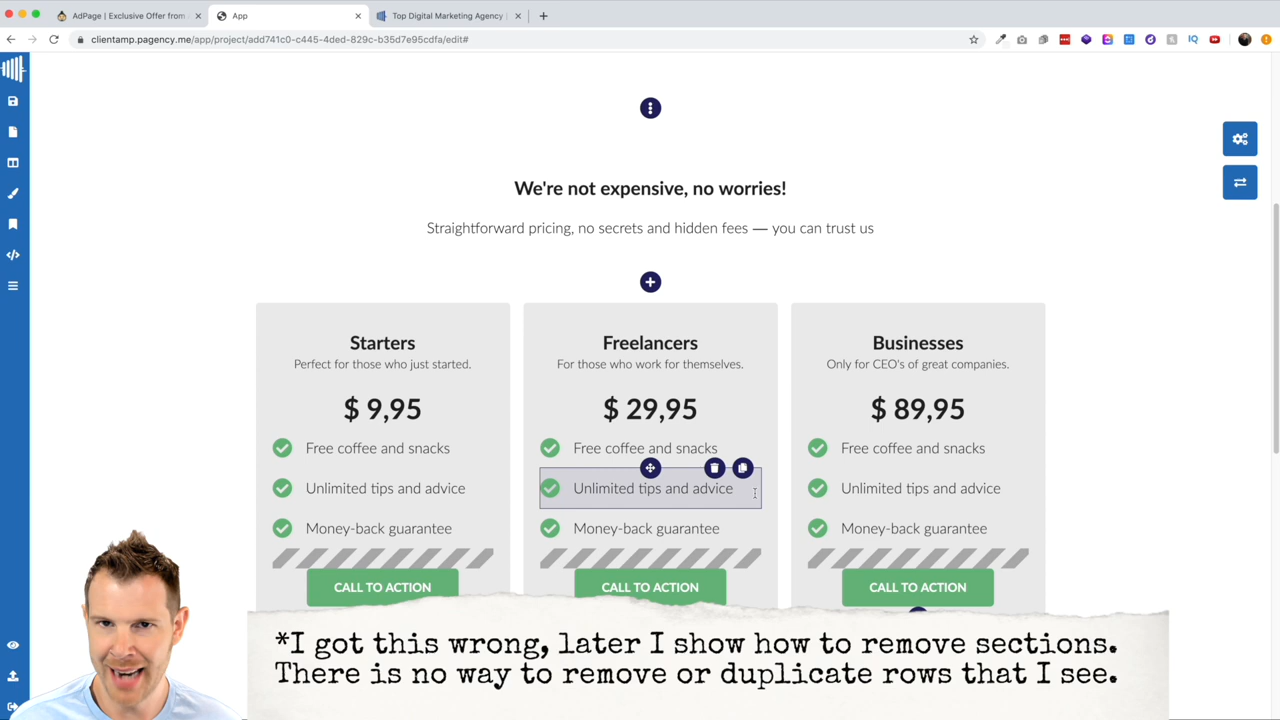 AdPage | Exclusive Offer from
App
Top Digital Marketing Agency |
clientamp.pagency.me/app/project/add741c0-c445-4ded-829c-b35d7e95cdfa/edit#
IQ
We're not expensive, no worries!
Straightforward pricing, no secrets and hidden fees — you can trust us
Starters
Perfect for those who just started.
$ 9,95
Free coffee and snacks
Unlimited tips and advice
Money-back guarantee
CALL TO ACTION
Freelancers
For those who work for themselves.
$ 29,95
Free coffee and snacks
Unlimited tips and advice
Money-back guarantee
CALL TO ACTION
Businesses
Only for CEO's of great companies.
$ 89,95
Free coffee and snacks
Unlimited tips and advice
Money-back guarantee
CALL TO ACTION
*I got this wrong, later I show how to remove sections.
There is no way to remove or duplicate rows that I see.